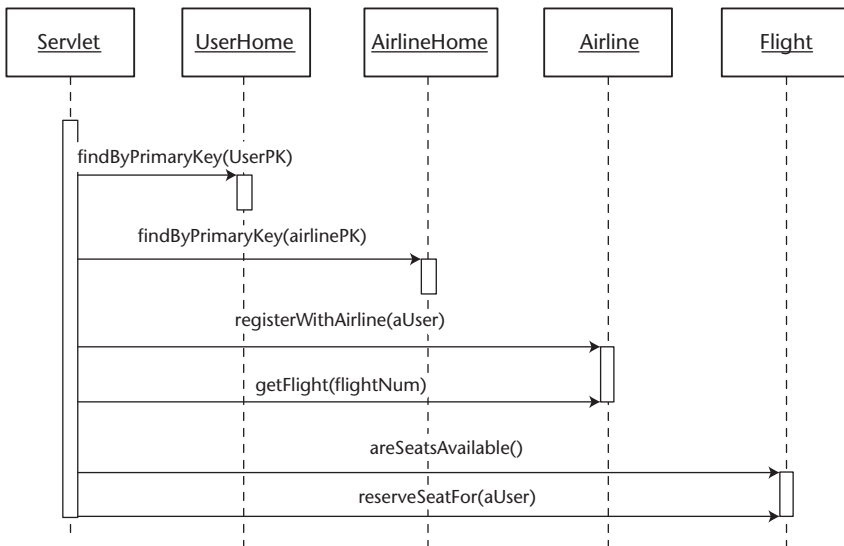 Servlet
UserHome
AirlineHome
Airline
Flight
findByPrimaryKey(UserPK)
findByPrimaryKey(airlinePK)
registerWithAirline(aUser)
getFlight(flightNum)
areSeatsAvailable()
reserveSeatFor(aUser)